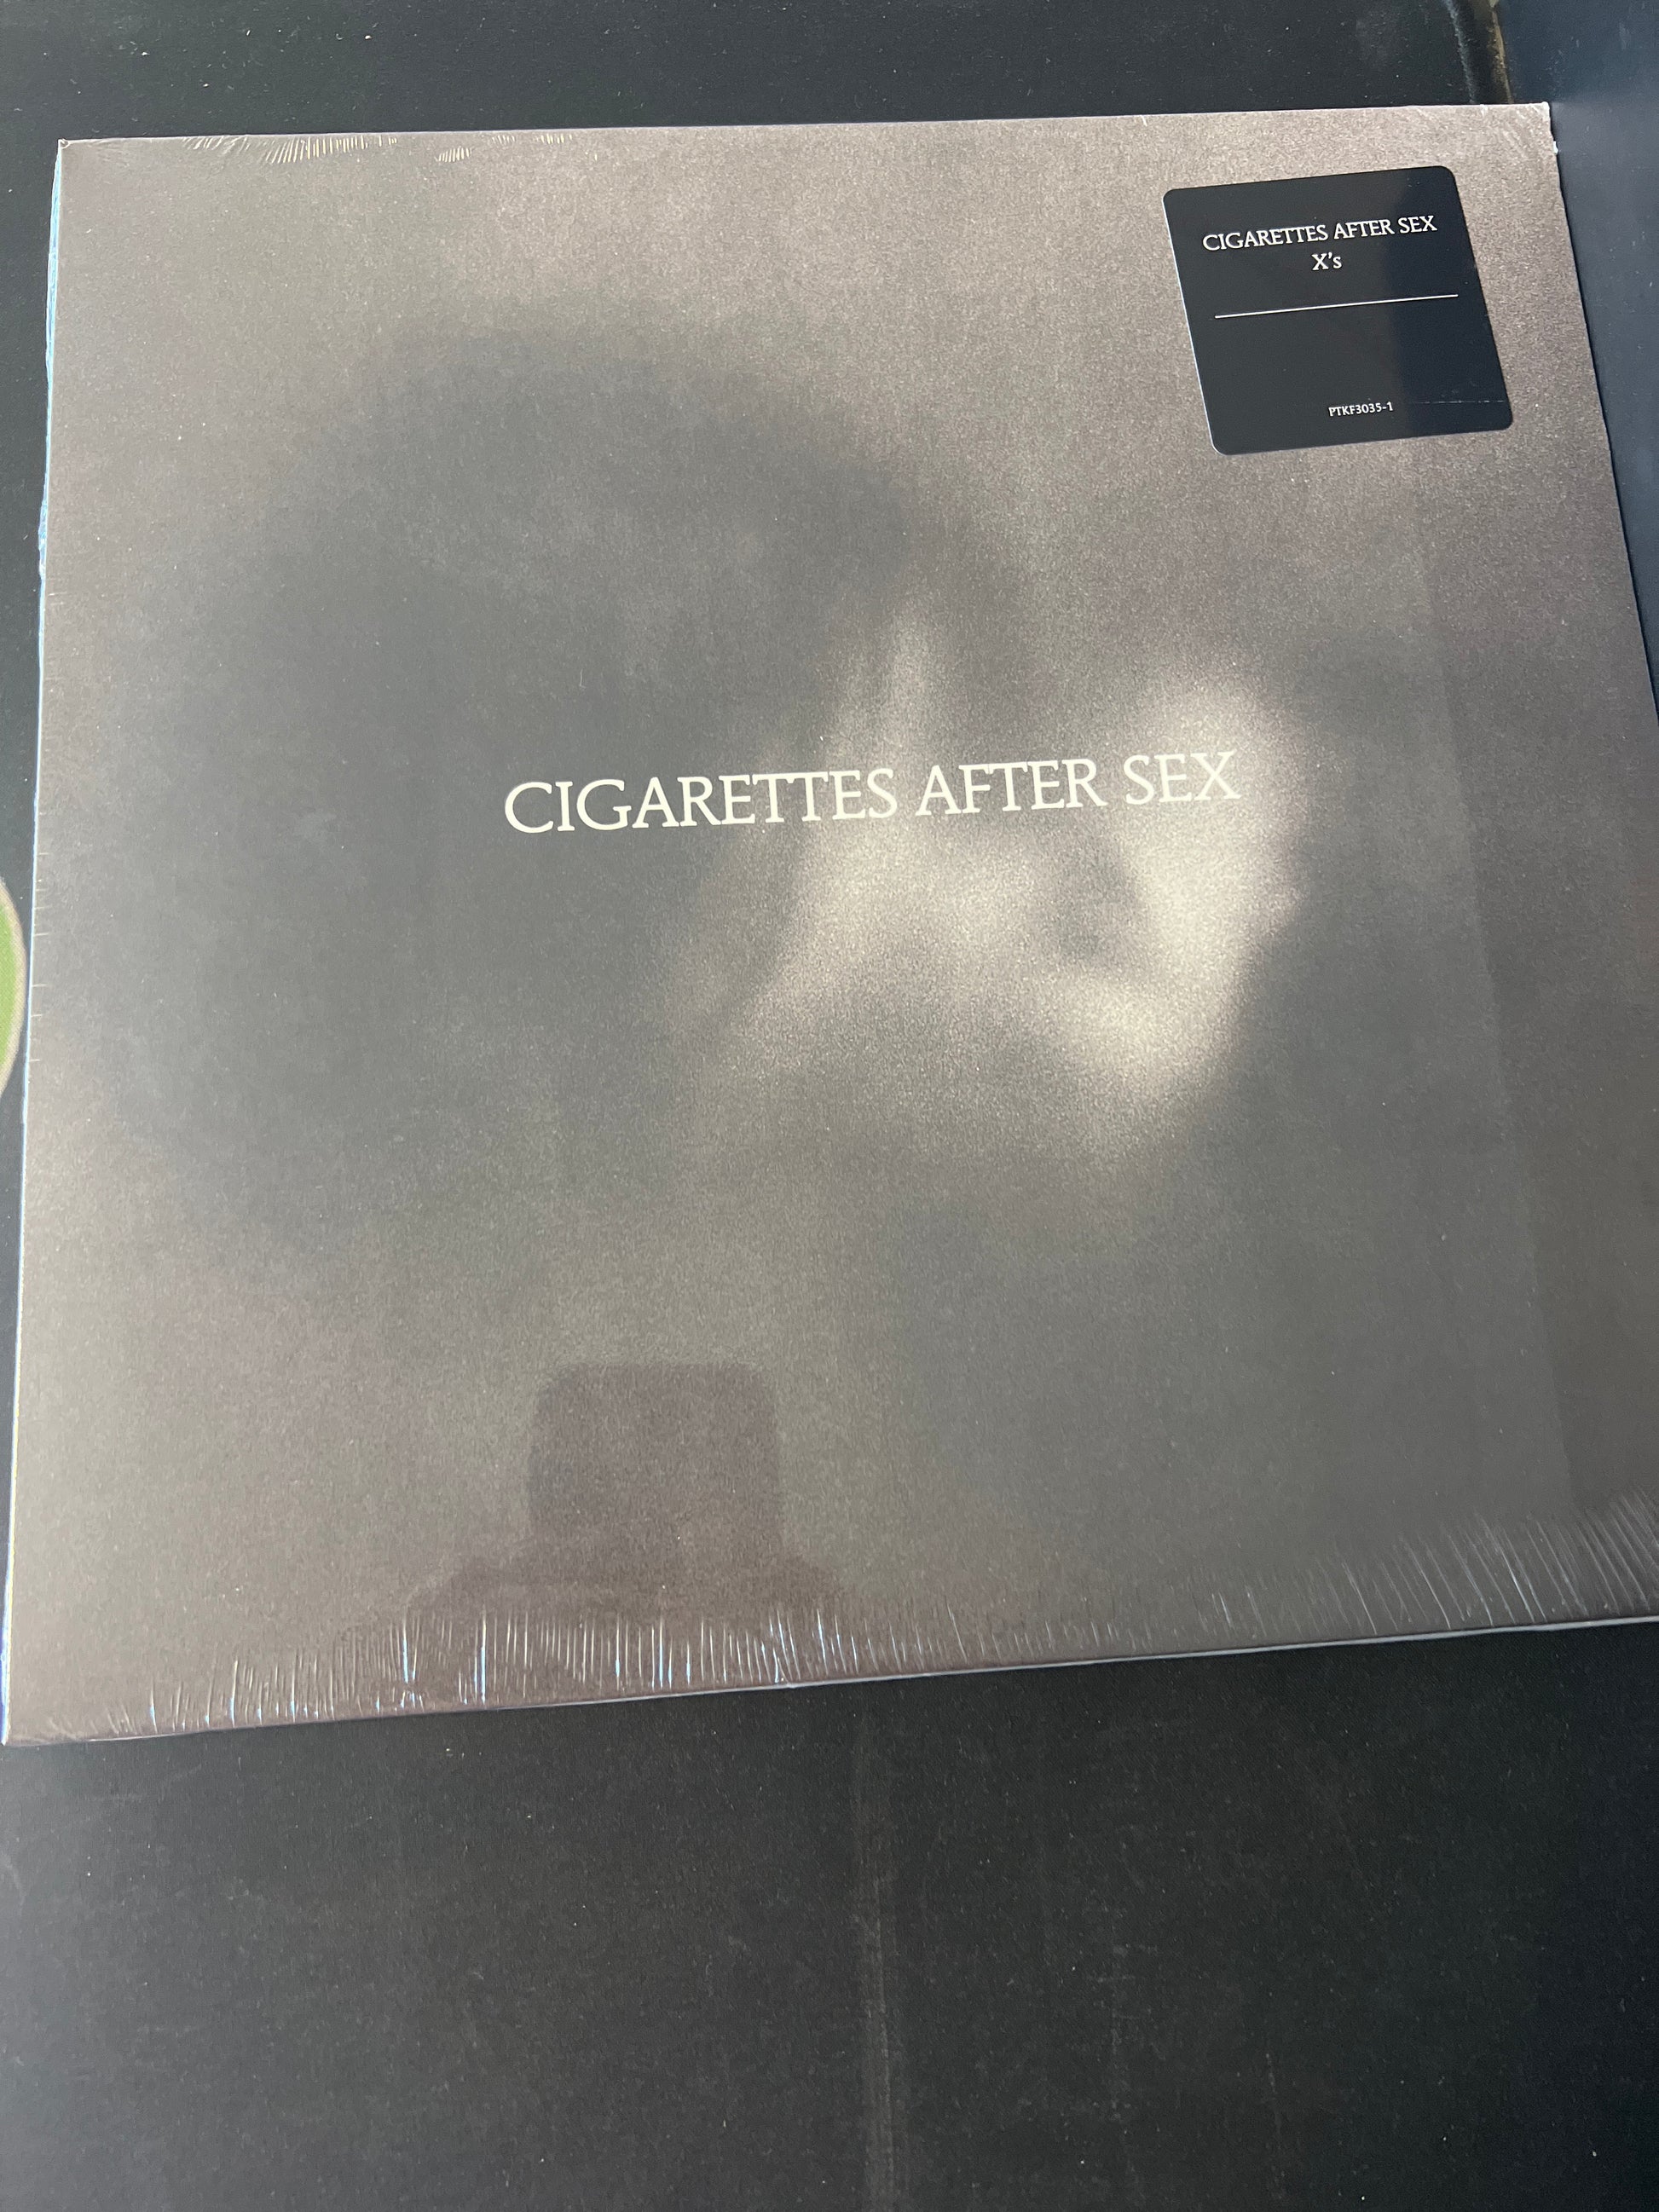 CIGARETTES AFTER SEX
X's
PTKF3035-1
CIGARETTES AFTER SEX